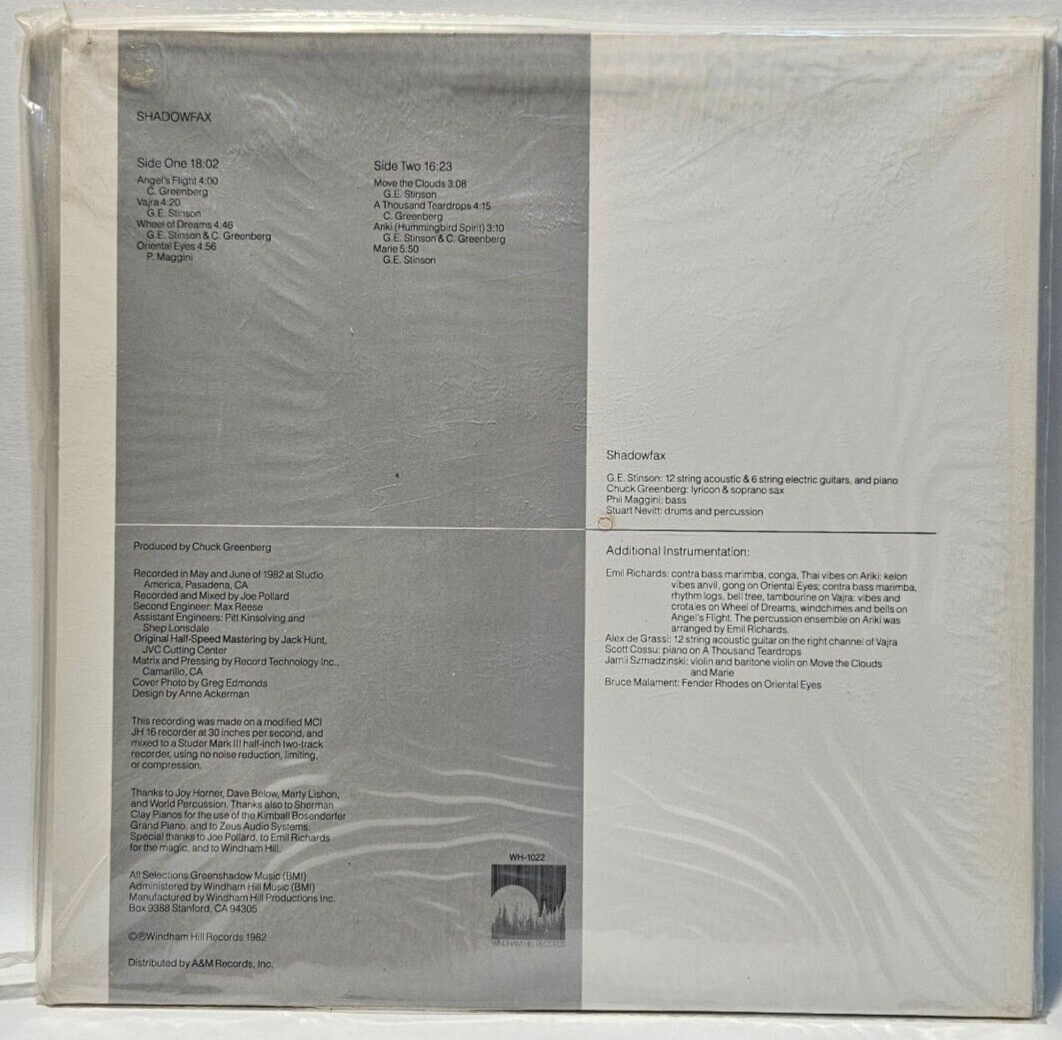 SHADOWFAX
Side One 18:02
Angel's Flight 4:00
C. Greenberg
Vajra 4:20
G.E. Stinson
Wheel of Dreams 4:46
G.E. Stinson & C. Greenberg
Oriental Eyes 4:56
P. Maggini
Side Two 16:23
Move the Clouds 3:08
G.E. Stinson
A Thousand Teardrops 4:15
C. Greenberg
Ariki (Hummingbird Spirit) 3:10
G.E. Stinson & C. Greenberg
Marie 5:50
G.E. Stinson
Shadowfax
G.E. Stinson: 12 string acoustic & 6 string electric guitars, and piano
Chuck Greenberg: lyricon & soprano sax
Phil Maggini: bass
Stuart Nevitt: drums and percussion
Additional Instrumentation:
Emil Richards: contra bass marimba, conga, Thai vibes on Ariki: kelon
vibes anvil, gong on Oriental Eyes; contra bass marimba,
rhythm logs, bell tree, tambourine on Vajra: vibes and
crotales on Wheel of Dreams, windchimes and bells on
Angel's Flight. The percussion ensemble on Ariki was
arranged by Emil Richards.
Alex de Grassi: 12 string acoustic guitar on the right channel of Vajra
Scott Cossu: piano on A Thousand Teardrops
Jamii Szmadzinski: violin and baritone violin on Move the Clouds
and Marie
Bruce Malament: Fender Rhodes on Oriental Eyes
Produced by Chuck Greenberg
Recorded in May and June of 1982 at Studio
America, Pasadena, CA
Recorded and Mixed by Joe Pollard
Second Engineer: Max Reese
Assistant Engineers: Pitt Kinsolving and
Shep Lonsdale
Original Half-Speed Mastering by Jack Hunt,
JVC Cutting Center
Matrix and Pressing by Record Technology Inc.,
Camarillo, CA
Cover Photo by Greg Edmonds
Design by Anne Ackerman
This recording was made on a modified MCI
JH 16 recorder at 30 inches per second, and
mixed to a Studer Mark III half-inch two-track
recorder, using no noise reduction, limiting,
or compression.
Thanks to Joy Horner, Dave Below, Marty Lishon,
and World Percussion. Thanks also to Sherman
Clay Pianos for the use of the Kimball Bosendorfer
Grand Piano, and to Zeus Audio Systems.
Special thanks to Joe Pollard, to Emil Richards
for the magic, and to Windham Hill.
All Selections Greenshadow Music (BMI)
Administered by Windham Hill Music (BMI)
Manufactured by Windham Hill Productions Inc.
Box 9388 Stanford, CA 94305
©℗Windham Hill Records 1982
Distributed by A&M Records, Inc.
WH-1022
WINDHAM HILL RECORDS